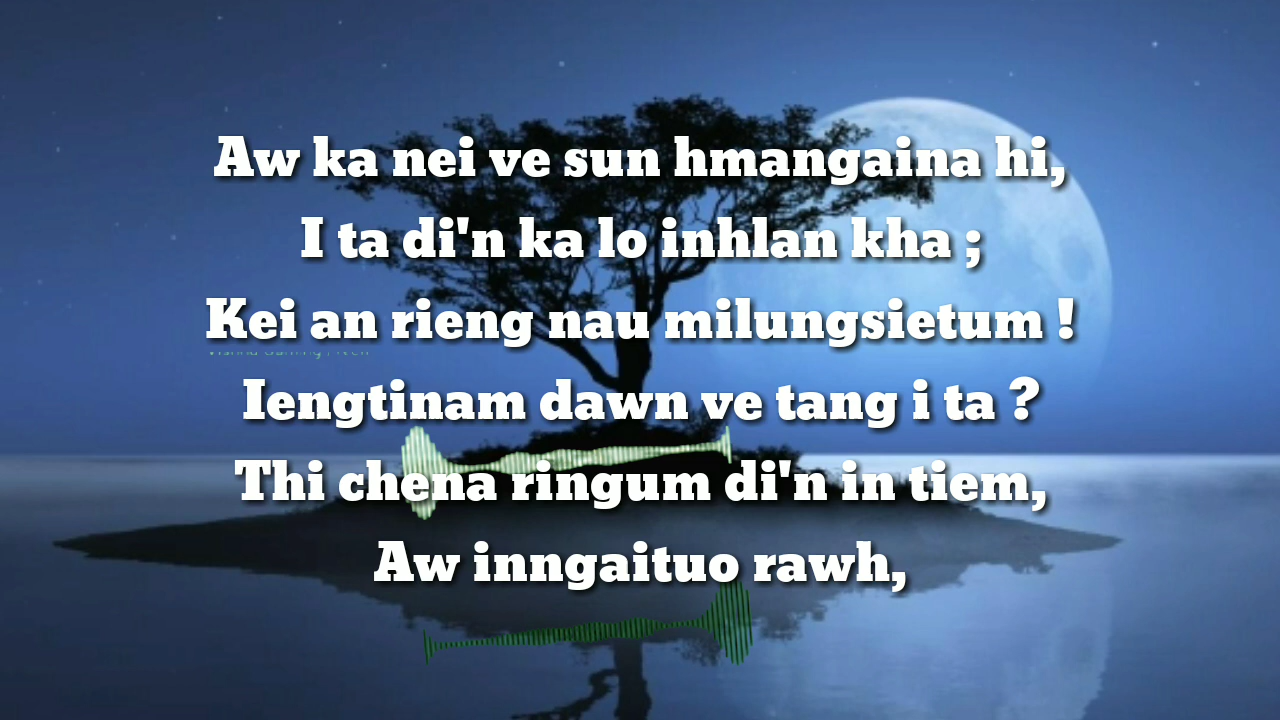 Aw ka nei ve sun hmangaina hi,
I ta di'n ka lo inhlan kha ;
Kei an rieng nau milungsietum !
Iengtinam dawn ve tang i ta ?
Thi chena ringum di'n in tiem,
Aw inngaituo rawh,